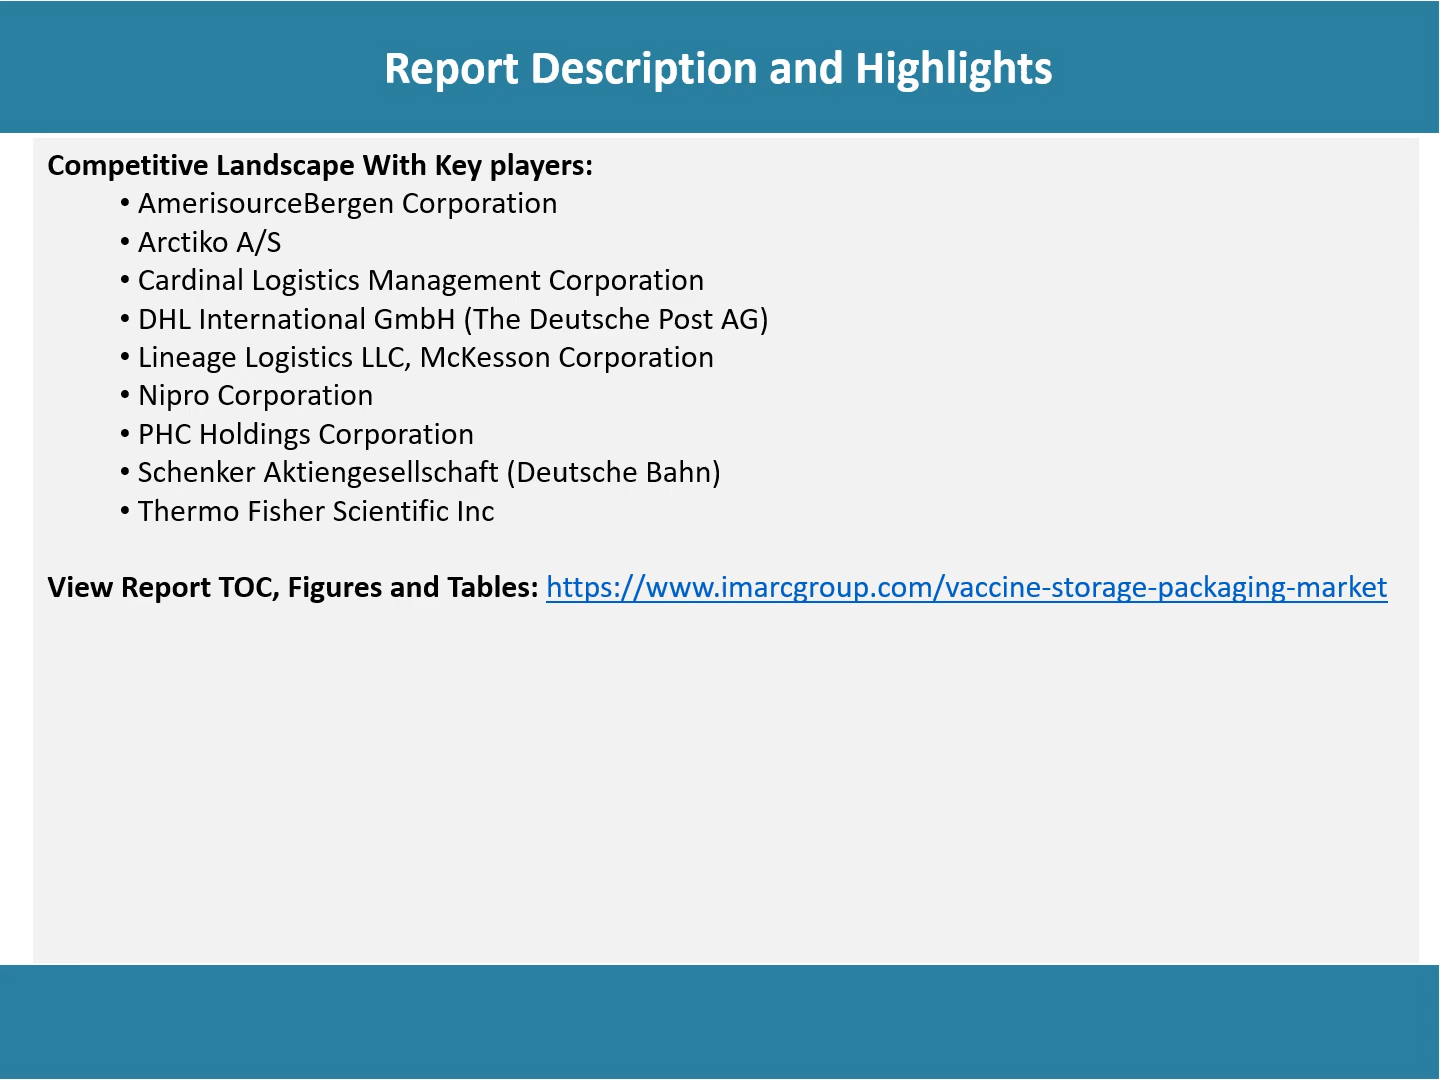 Report Description and Highlights
Competitive Landscape With Key players:
• AmerisourceBergen Corporation
• Arctiko A/S
• Cardinal Logistics Management Corporation
• DHL International GmbH (The Deutsche Post AG)
• Lineage Logistics LLC, McKesson Corporation
• Nipro Corporation
• PHC Holdings Corporation
• Schenker Aktiengesellschaft (Deutsche Bahn)
• Thermo Fisher Scientific Inc
View Report TOC, Figures and Tables: https://www.imarcgroup.com/vaccine-storage-packaging-market